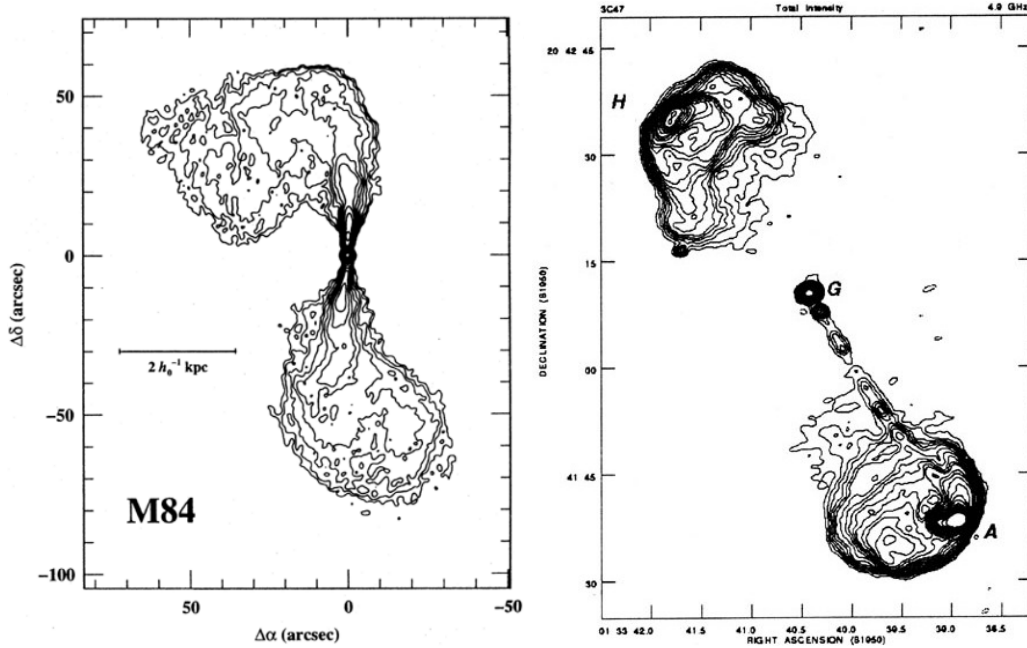 50
0
−50
−100
Δδ (arcsec)
2 h₀⁻¹ kpc
M84
50 0 −50
Δα (arcsec)
3C47 Total Intensity 4.9 GHz
20 42 45
30
15
00
41 45
30
DECLINATION (B1950)
H
G
A
01 33 42.0 41.5 41.0 40.5 40.0 39.5 39.0 38.5
RIGHT ASCENSION (B1950)